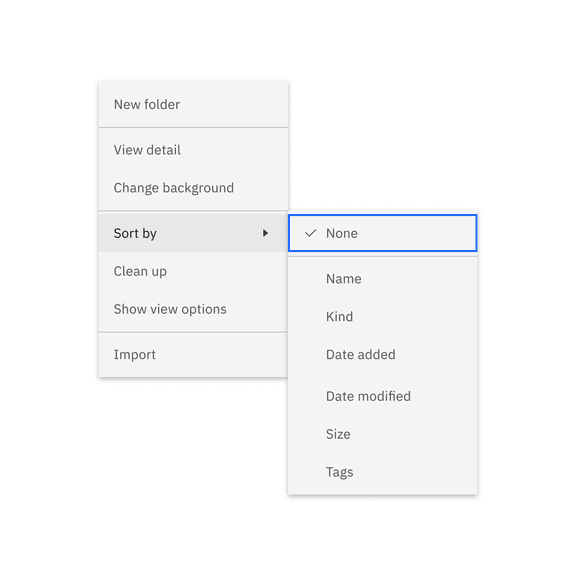 New folder
View detail
Change background
Sort by
Clean up
Show view options
Import
None
Name
Kind
Date added
Date modified
Size
Tags